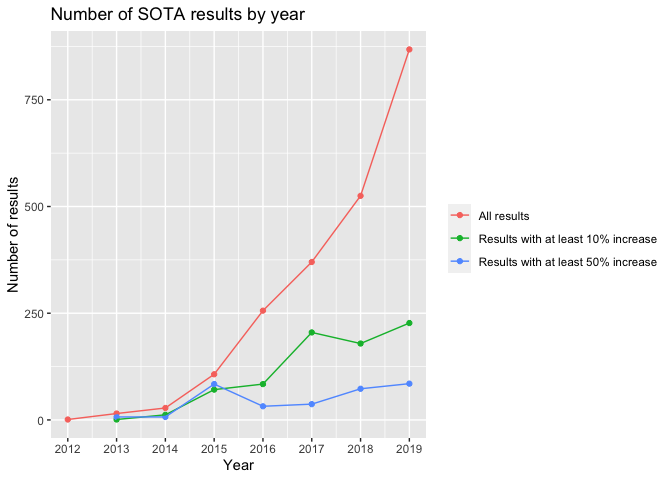 Number of SOTA results by year
Number of results
750
500
250
0
2012 2013 2014 2015 2016 2017 2018 2019
Year
All results
Results with at least 10% increase
Results with at least 50% increase